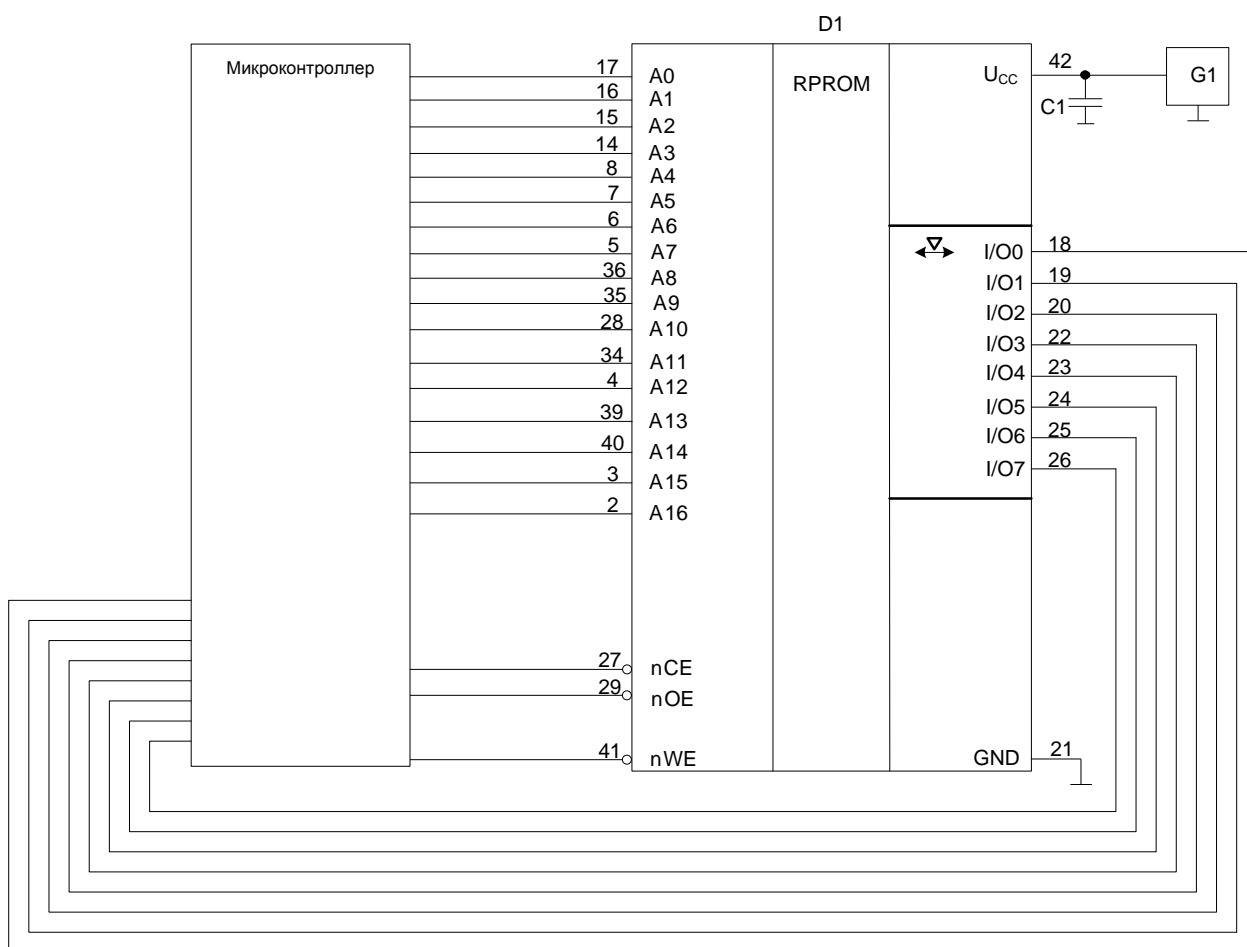 D1
Микроконтроллер
RPROM
17 A0
16 A1
15 A2
14 A3
8 A4
7 A5
6 A6
5 A7
36 A8
35 A9
28 A10
34 A11
4 A12
39 A13
40 A14
3 A15
2 A16
27 nCE
29 nOE
41 nWE
UCC 42
C1
G1
I/O0 18
I/O1 19
I/O2 20
I/O3 22
I/O4 23
I/O5 24
I/O6 25
I/O7 26
GND 21